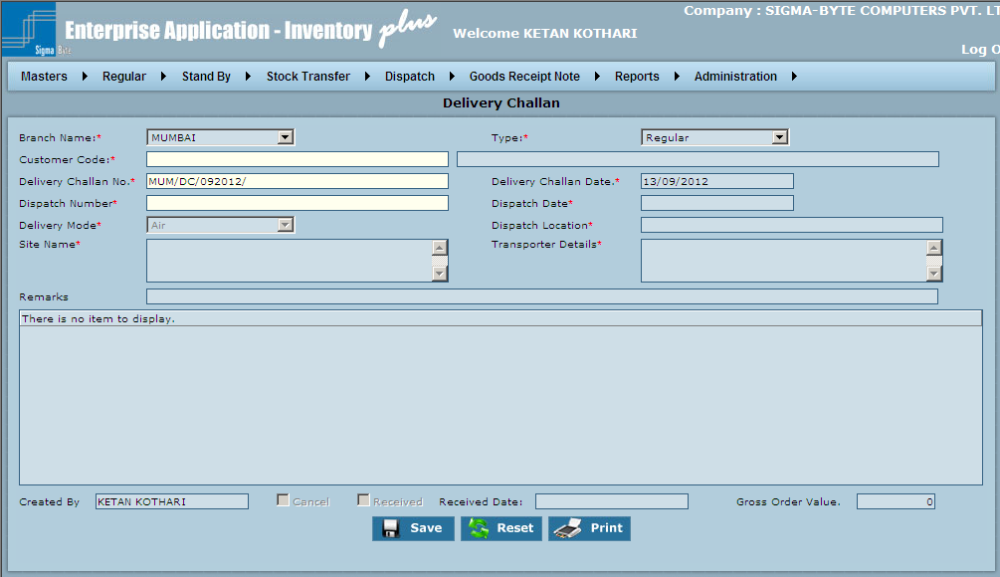 Company : SIGMA-BYTE COMPUTERS PVT. LT
Enterprise Application - Inventory plus
Welcome KETAN KOTHARI
Sigma Byte
Log O
Masters Regular Stand By Stock Transfer Dispatch Goods Receipt Note Reports Administration
Delivery Challan
Branch Name:* MUMBAI Type:* Regular
Customer Code:*
Delivery Challan No.* MUM/DC/092012/ Delivery Challan Date.* 13/09/2012
Dispatch Number* Dispatch Date*
Delivery Mode* Air Dispatch Location*
Site Name* Transporter Details*
Remarks
There is no item to display.
Created By KETAN KOTHARI Cancel Received Received Date: Gross Order Value. 0
Save Reset Print